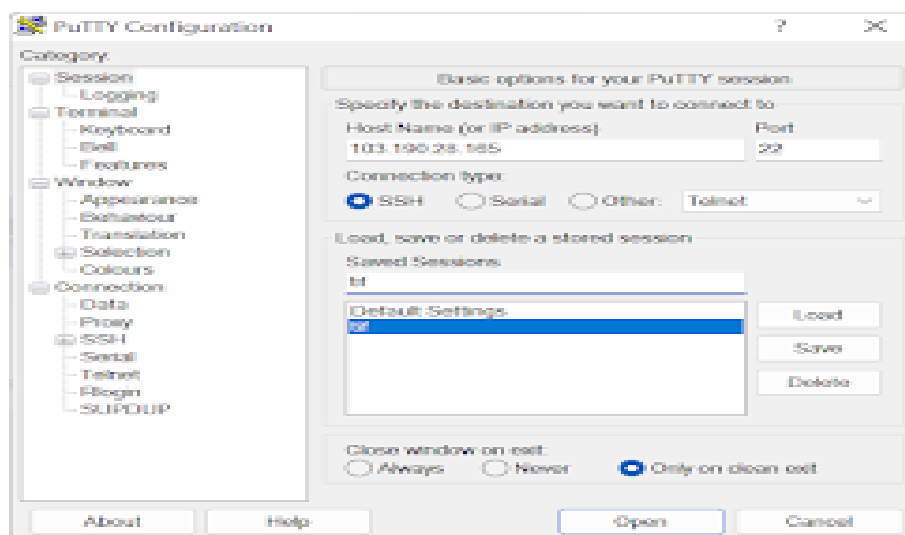 PuTTY Configuration ? ×
Category:
Session
Logging
Terminal
Keyboard
Bell
Features
Window
Appearance
Behaviour
Translation
Selection
Colours
Connection
Data
Proxy
SSH
Serial
Telnet
Rlogin
SUPDUP
Basic options for your PuTTY session
Specify the destination you want to connect to
Host Name (or IP address)
Port
103.190.28.165
22
Connection type:
SSH Serial Other: Telnet
Load, save or delete a stored session
Saved Sessions
Default Settings
Load
Save
Delete
Close window on exit:
Always Never Only on clean exit
About Help Open Cancel